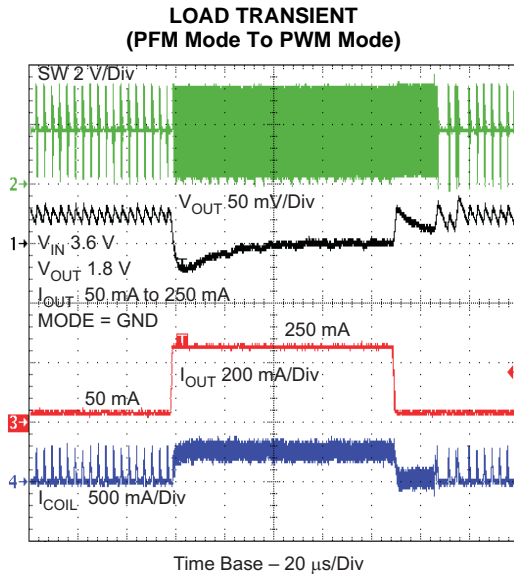 LOAD TRANSIENT
(PFM Mode To PWM Mode)
SW 2 V/Div
2
VOUT 50 mV/Div
1
VIN 3.6 V
VOUT 1.8 V
IOUT 50 mA to 250 mA
MODE = GND
T
250 mA
IOUT 200 mA/Div
50 mA
3
4
ICOIL 500 mA/Div
Time Base – 20 μs/Div